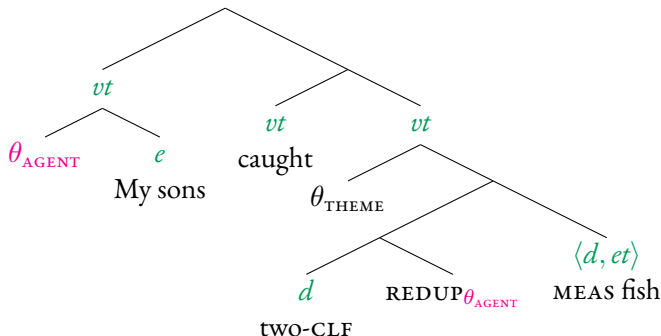 vt
vt vt
θAGENT e caught
My sons θTHEME
d REDUPθAGENT ⟨d, et⟩
two-CLF MEAS fish